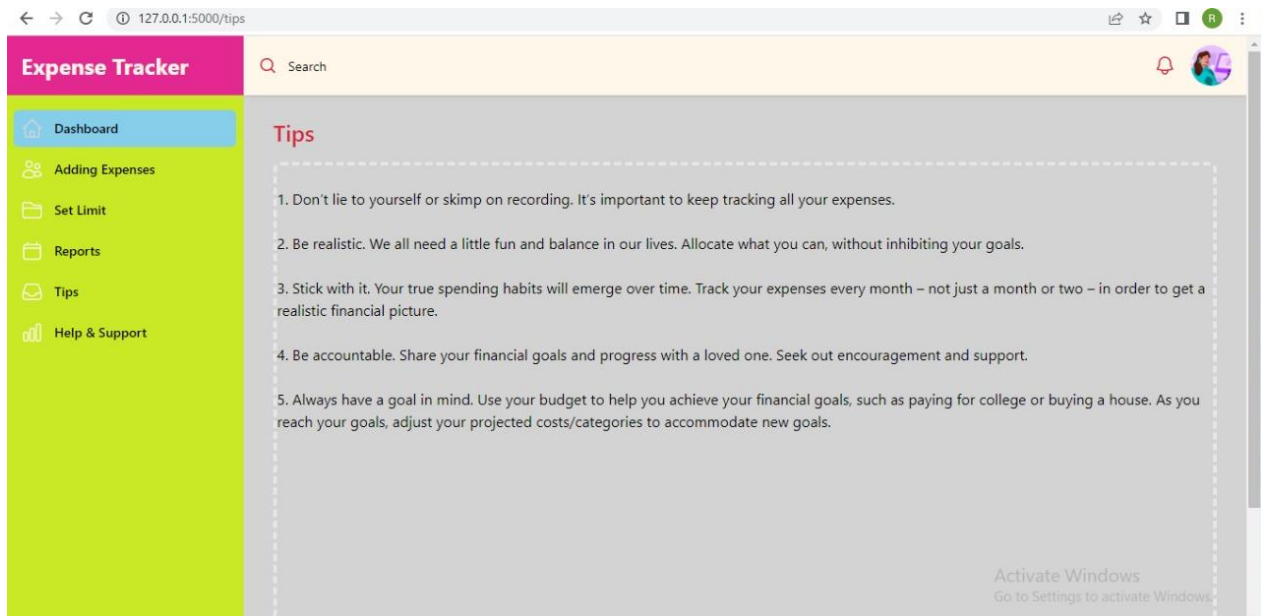 127.0.0.1:5000/tips
R
Expense Tracker
Search
Dashboard
Adding Expenses
Set Limit
Reports
Tips
Help & Support
Tips
1. Don't lie to yourself or skimp on recording. It's important to keep tracking all your expenses.
2. Be realistic. We all need a little fun and balance in our lives. Allocate what you can, without inhibiting your goals.
3. Stick with it. Your true spending habits will emerge over time. Track your expenses every month – not just a month or two – in order to get a
realistic financial picture.
4. Be accountable. Share your financial goals and progress with a loved one. Seek out encouragement and support.
5. Always have a goal in mind. Use your budget to help you achieve your financial goals, such as paying for college or buying a house. As you
reach your goals, adjust your projected costs/categories to accommodate new goals.
Activate Windows
Go to Settings to activate Windows.